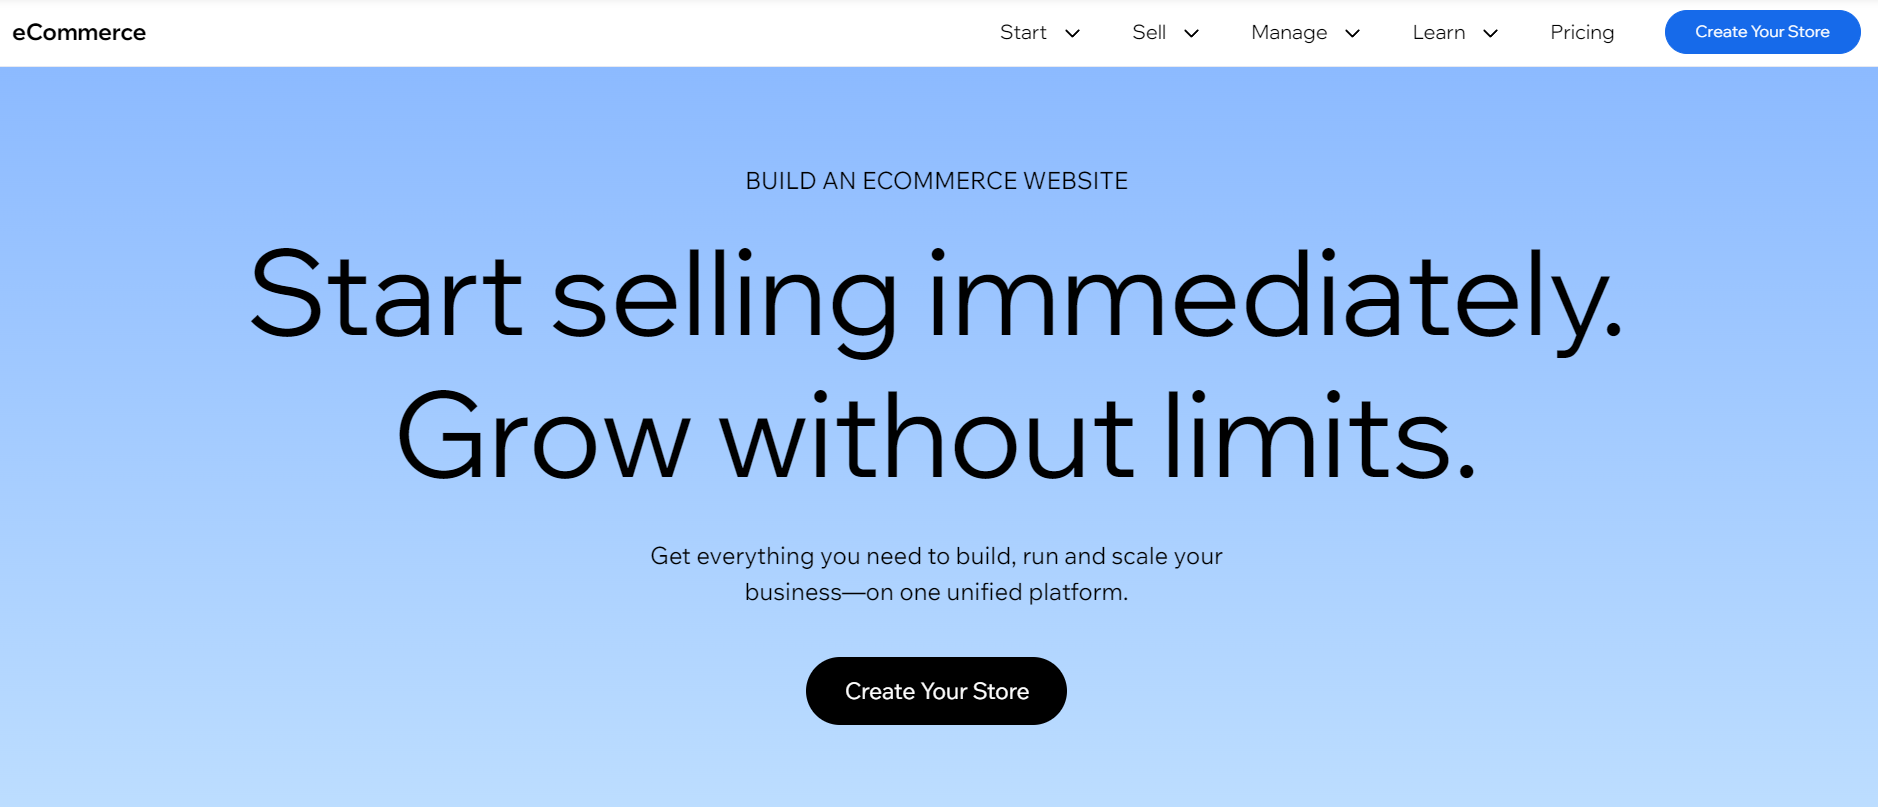 eCommerce
Start
Sell
Manage
Learn
Pricing
Create Your Store
BUILD AN ECOMMERCE WEBSITE
Start selling immediately.
Grow without limits.
Get everything you need to build, run and scale your
business—on one unified platform.
Create Your Store